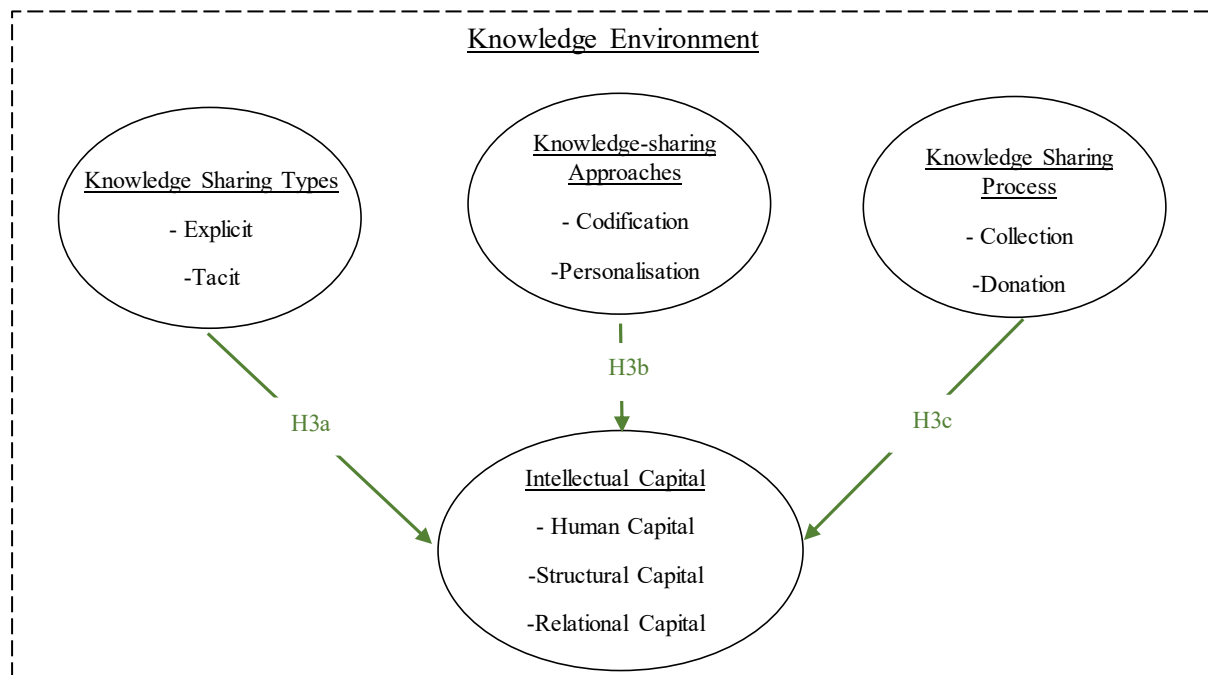 Knowledge Environment
Knowledge Sharing Types
- Explicit
-Tacit
Knowledge-sharing
Approaches
- Codification
-Personalisation
Knowledge Sharing
Process
- Collection
-Donation
H3a
H3b
H3c
Intellectual Capital
- Human Capital
-Structural Capital
-Relational Capital